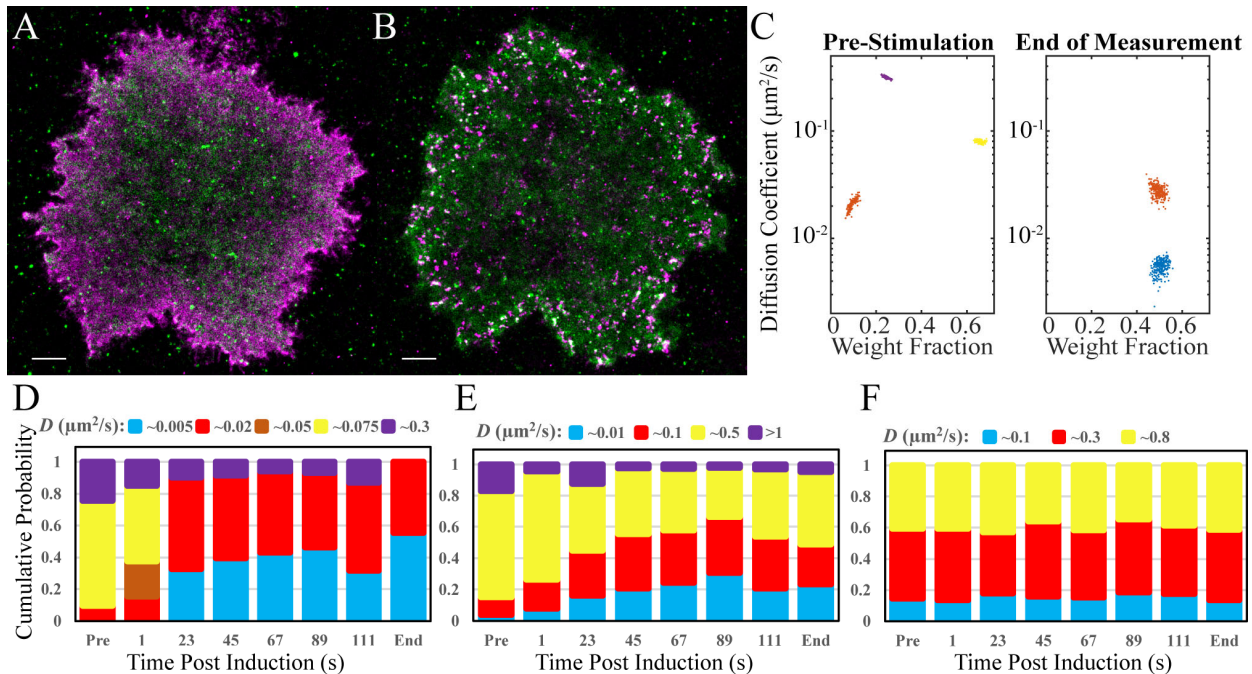 A
B
C
Pre-Stimulation
End of Measurement
Diffusion Coefficient (µm²/s)
10⁻¹
10⁻²
0 0.2 0.4 0.6
Weight Fraction
10⁻¹
10⁻²
0 0.2 0.4 0.6
Weight Fraction
D
D (µm²/s): ~0.005 ~0.02 ~0.05 ~0.075 ~0.3
Cumulative Probability
1
0.8
0.6
0.4
0.2
0
Pre 1 23 45 67 89 111 End
Time Post Induction (s)
E
D (µm²/s): ~0.01 ~0.1 ~0.5 >1
1
0.8
0.6
0.4
0.2
0
Pre 1 23 45 67 89 111 End
Time Post Induction (s)
F
D (µm²/s): ~0.1 ~0.3 ~0.8
1
0.8
0.6
0.4
0.2
0
Pre 1 23 45 67 89 111 End
Time Post Induction (s)